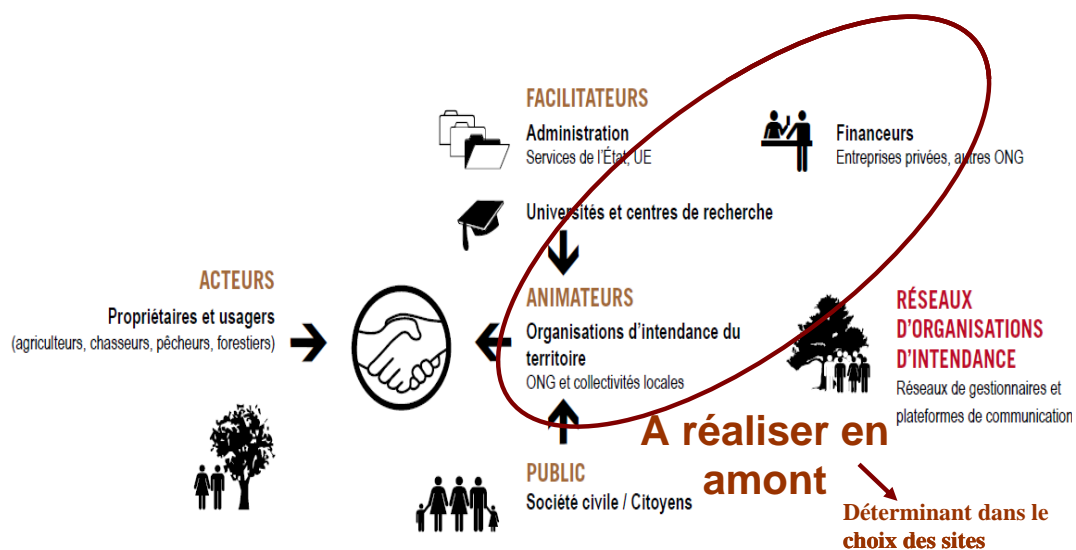 FACILITATEURS
Administration
Services de l'État, UE
Financeurs
Entreprises privées, autres ONG
Universités et centres de recherche
ACTEURS
Propriétaires et usagers
(agriculteurs, chasseurs, pêcheurs, forestiers)
ANIMATEURS
Organisations d'intendance du
territoire
ONG et collectivités locales
RÉSEAUX
D'ORGANISATIONS
D'INTENDANCE
Réseaux de gestionnaires et
plateformes de communication
A réaliser en
amont
PUBLIC
Société civile / Citoyens
Déterminant dans le
choix des sites